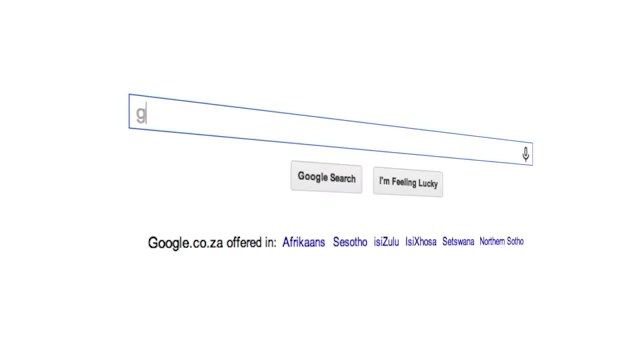 g
Google Search I'm Feeling Lucky
Google.co.za offered in: Afrikaans Sesotho isiZulu IsiXhosa Setswana Northern Sotho